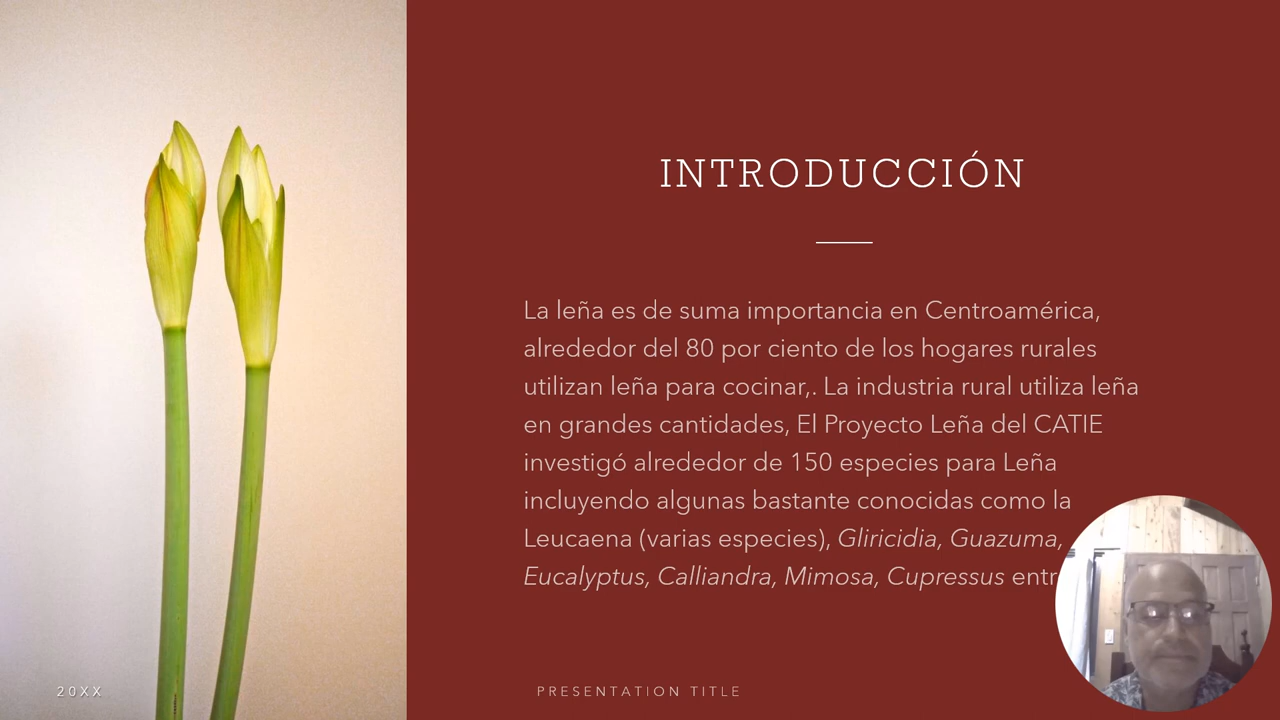 INTRODUCCIÓN
La leña es de suma importancia en Centroamérica,
alrededor del 80 por ciento de los hogares rurales
utilizan leña para cocinar,. La industria rural utiliza leña
en grandes cantidades, El Proyecto Leña del CATIE
investigó alrededor de 150 especies para Leña
incluyendo algunas bastante conocidas como la
Leucaena (varias especies), Gliricidia, Guazuma,
Eucalyptus, Calliandra, Mimosa, Cupressus
20XX
PRESENTATION TITLE